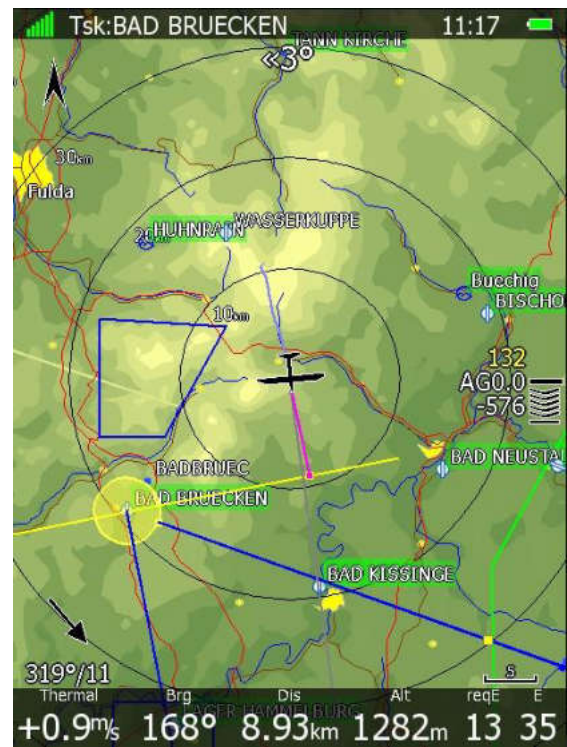 Tsk:BAD BRUECKEN 11:17
TANN KIRCHE
«3°
30km
Fulda
20km
HUHNRAIN
WASSERKUPPE
Buechig
BISCHO
10km
132
AG0.0
-576
BADBRUEC
BAD NEUSTAI
BAD BRUECKEN
BAD KISSINGE
319°/11
5
Thermal Brg Dis Alt reqE E
LAGER HAMMELBURG
+0.9m/s 168° 8.93km 1282m 13 35